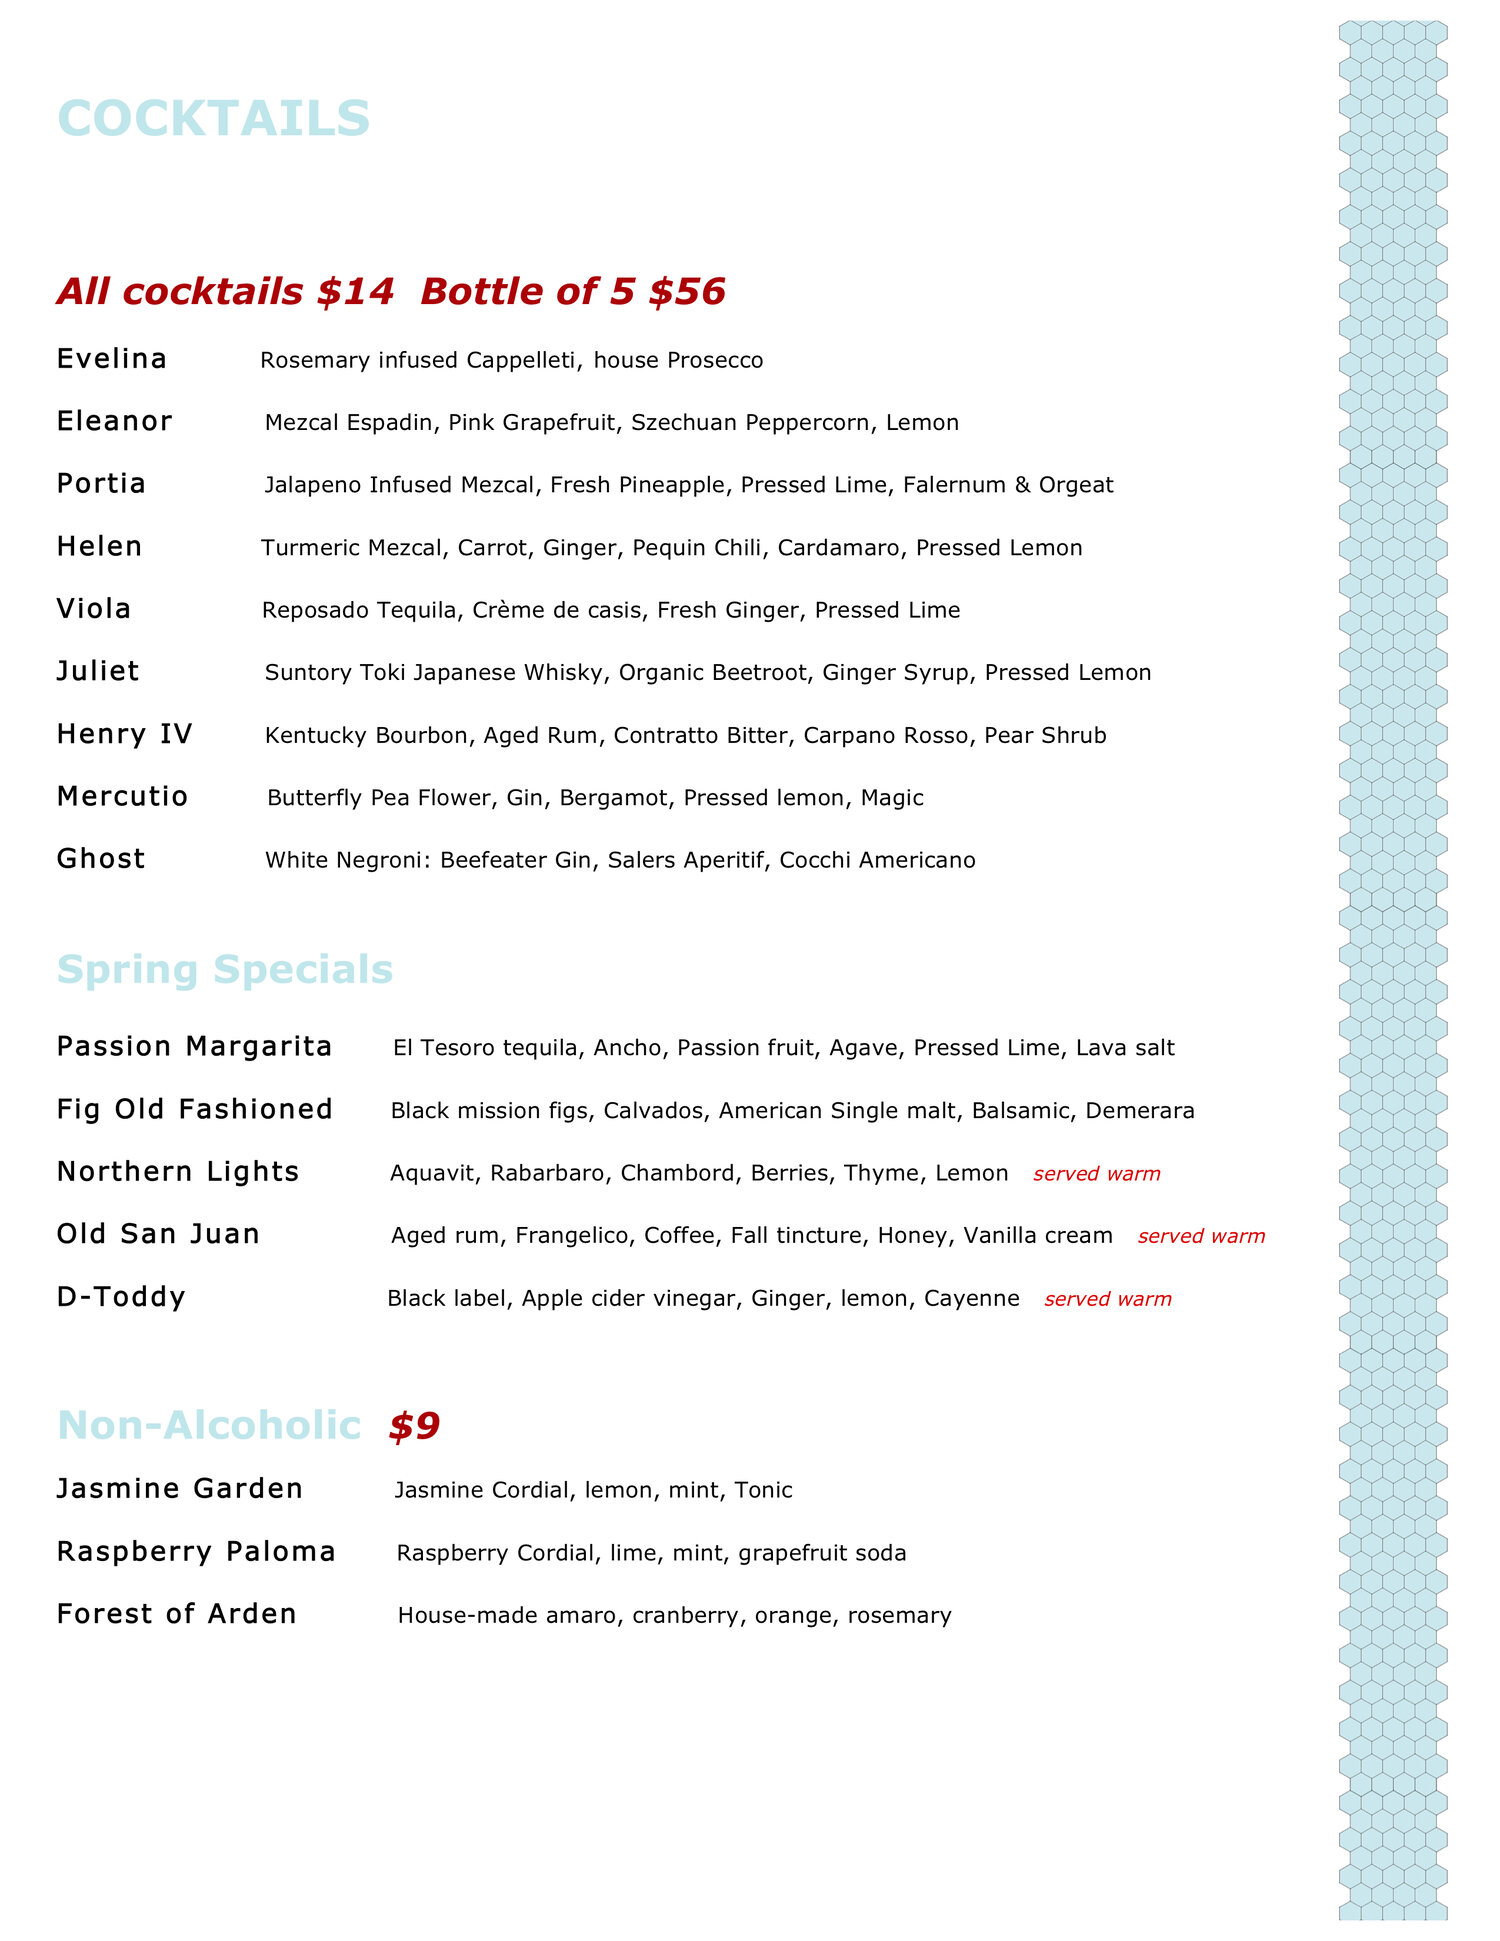 COCKTAILS
All cocktails $14 Bottle of 5 $56
Evelina Rosemary infused Cappelleti, house Prosecco
Eleanor Mezcal Espadin, Pink Grapefruit, Szechuan Peppercorn, Lemon
Portia Jalapeno Infused Mezcal, Fresh Pineapple, Pressed Lime, Falernum & Orgeat
Helen Turmeric Mezcal, Carrot, Ginger, Pequin Chili, Cardamaro, Pressed Lemon
Viola Reposado Tequila, Crème de casis, Fresh Ginger, Pressed Lime
Juliet Suntory Toki Japanese Whisky, Organic Beetroot, Ginger Syrup, Pressed Lemon
Henry IV Kentucky Bourbon, Aged Rum, Contratto Bitter, Carpano Rosso, Pear Shrub
Mercutio Butterfly Pea Flower, Gin, Bergamot, Pressed lemon, Magic
Ghost White Negroni: Beefeater Gin, Salers Aperitif, Cocchi Americano
Spring Specials
Passion Margarita El Tesoro tequila, Ancho, Passion fruit, Agave, Pressed Lime, Lava salt
Fig Old Fashioned Black mission figs, Calvados, American Single malt, Balsamic, Demerara
Northern Lights Aquavit, Rabarbaro, Chambord, Berries, Thyme, Lemon served warm
Old San Juan Aged rum, Frangelico, Coffee, Fall tincture, Honey, Vanilla cream served warm
D-Toddy Black label, Apple cider vinegar, Ginger, lemon, Cayenne served warm
Non-Alcoholic $9
Jasmine Garden Jasmine Cordial, lemon, mint, Tonic
Raspberry Paloma Raspberry Cordial, lime, mint, grapefruit soda
Forest of Arden House-made amaro, cranberry, orange, rosemary